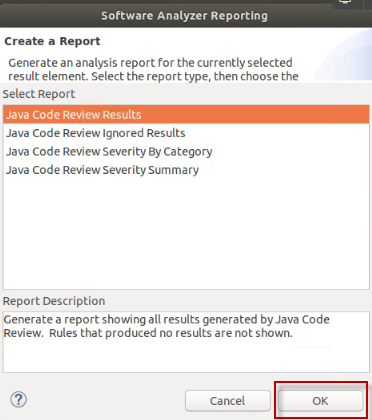 Software Analyzer Reporting
Create a Report
Generate an analysis report for the currently selected
result element. Select the report type, then choose the
Select Report
Java Code Review Results
Java Code Review Ignored Results
Java Code Review Severity By Category
Java Code Review Severity Summary
Report Description
Generate a report showing all results generated by Java Code
Review.  Rules that produced no results are not shown.
?
Cancel
OK